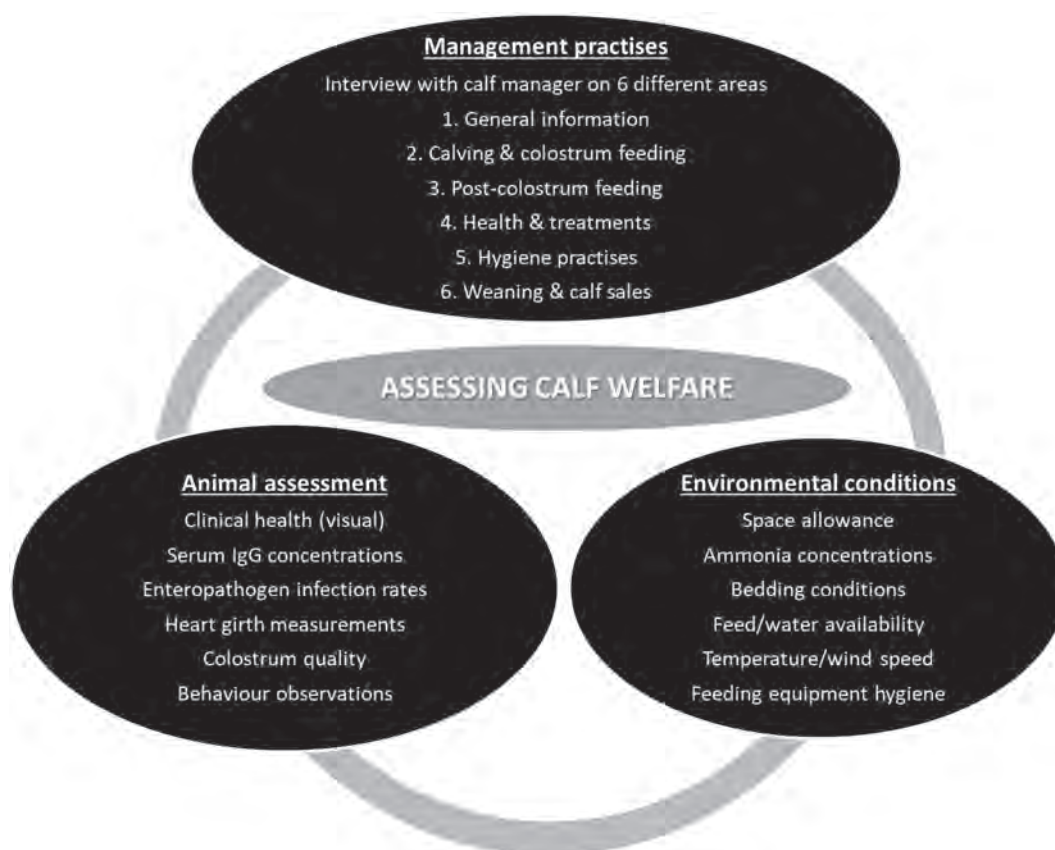 Management practises
Interview with calf manager on 6 different areas
1. General information
2. Calving & colostrum feeding
3. Post-colostrum feeding
4. Health & treatments
5. Hygiene practises
6. Weaning & calf sales
ASSESSING CALF WELFARE
Animal assessment
Clinical health (visual)
Serum IgG concentrations
Enteropathogen infection rates
Heart girth measurements
Colostrum quality
Behaviour observations
Environmental conditions
Space allowance
Ammonia concentrations
Bedding conditions
Feed/water availability
Temperature/wind speed
Feeding equipment hygiene